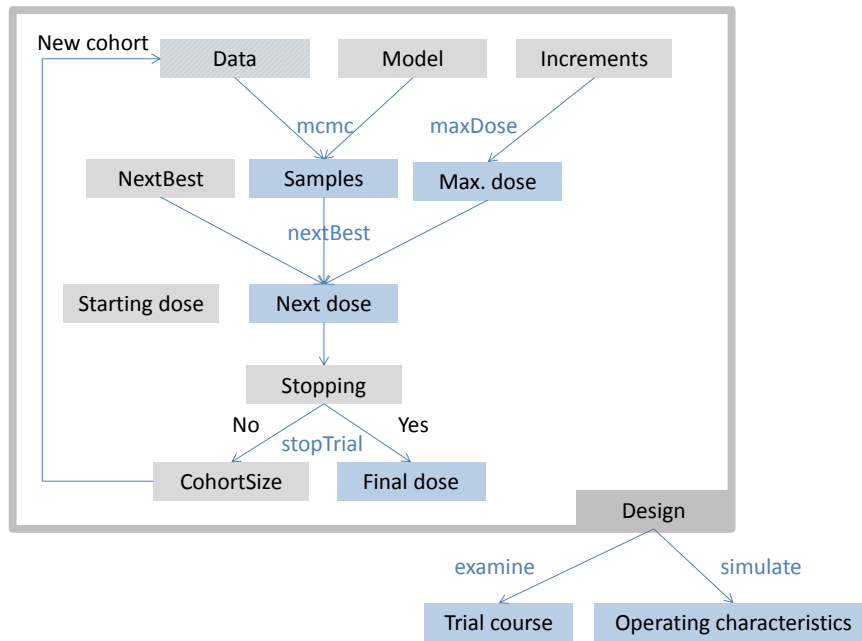 New cohort
Data
Model
Increments
mcmc
maxDose
NextBest
Samples
Max. dose
nextBest
Starting dose
Next dose
Stopping
No
Yes
stopTrial
CohortSize
Final dose
Design
examine
simulate
Trial course
Operating characteristics